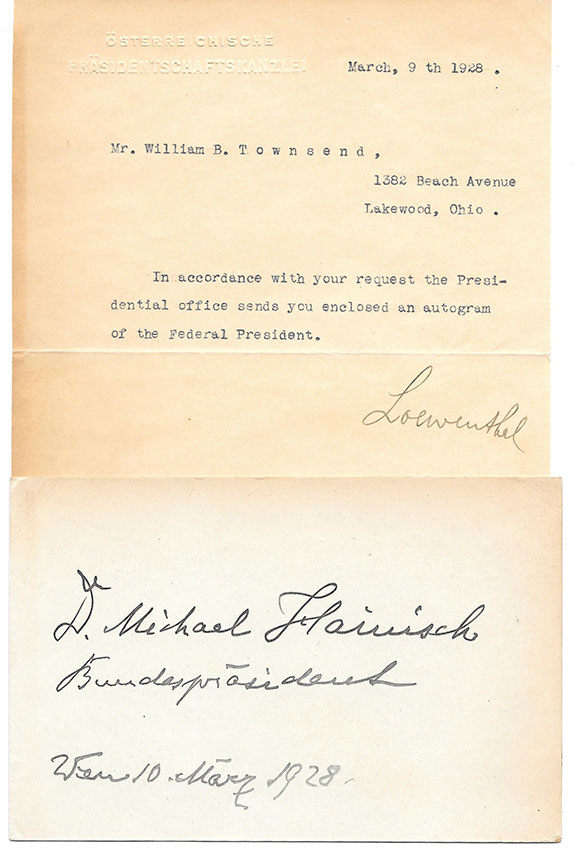 ÖSTERREICHISCHE
PRÄSIDENTSCHAFTSKANZLEI
March, 9 th 1928 .
Mr. William B. T o w n s e n d ,
1382 Beach Avenue
Lakewood, Ohio .
In accordance with your request the Presi-
dential office sends you enclosed an autogram
of the Federal President.
Loewenthal
Dr. Michael Hainisch
Bundespräsident
Wien 10. März 1928.